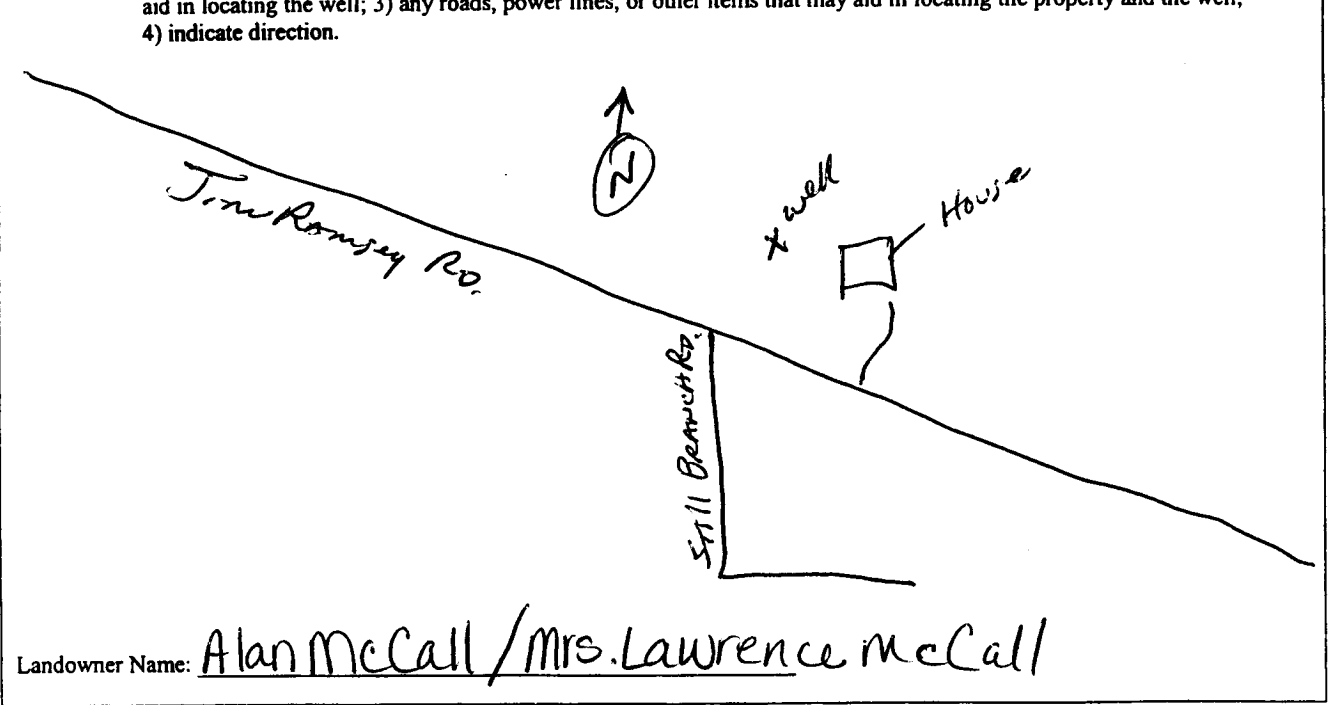 aid in locating the well; 3) any roads, power lines, or other items that may aid in locating the property and the well;
4) indicate direction.
N
x well
House
Jim Ramsey RD.
Still BRANCH RD.
Landowner Name: Alan McCall / Mrs. Lawrence McCall